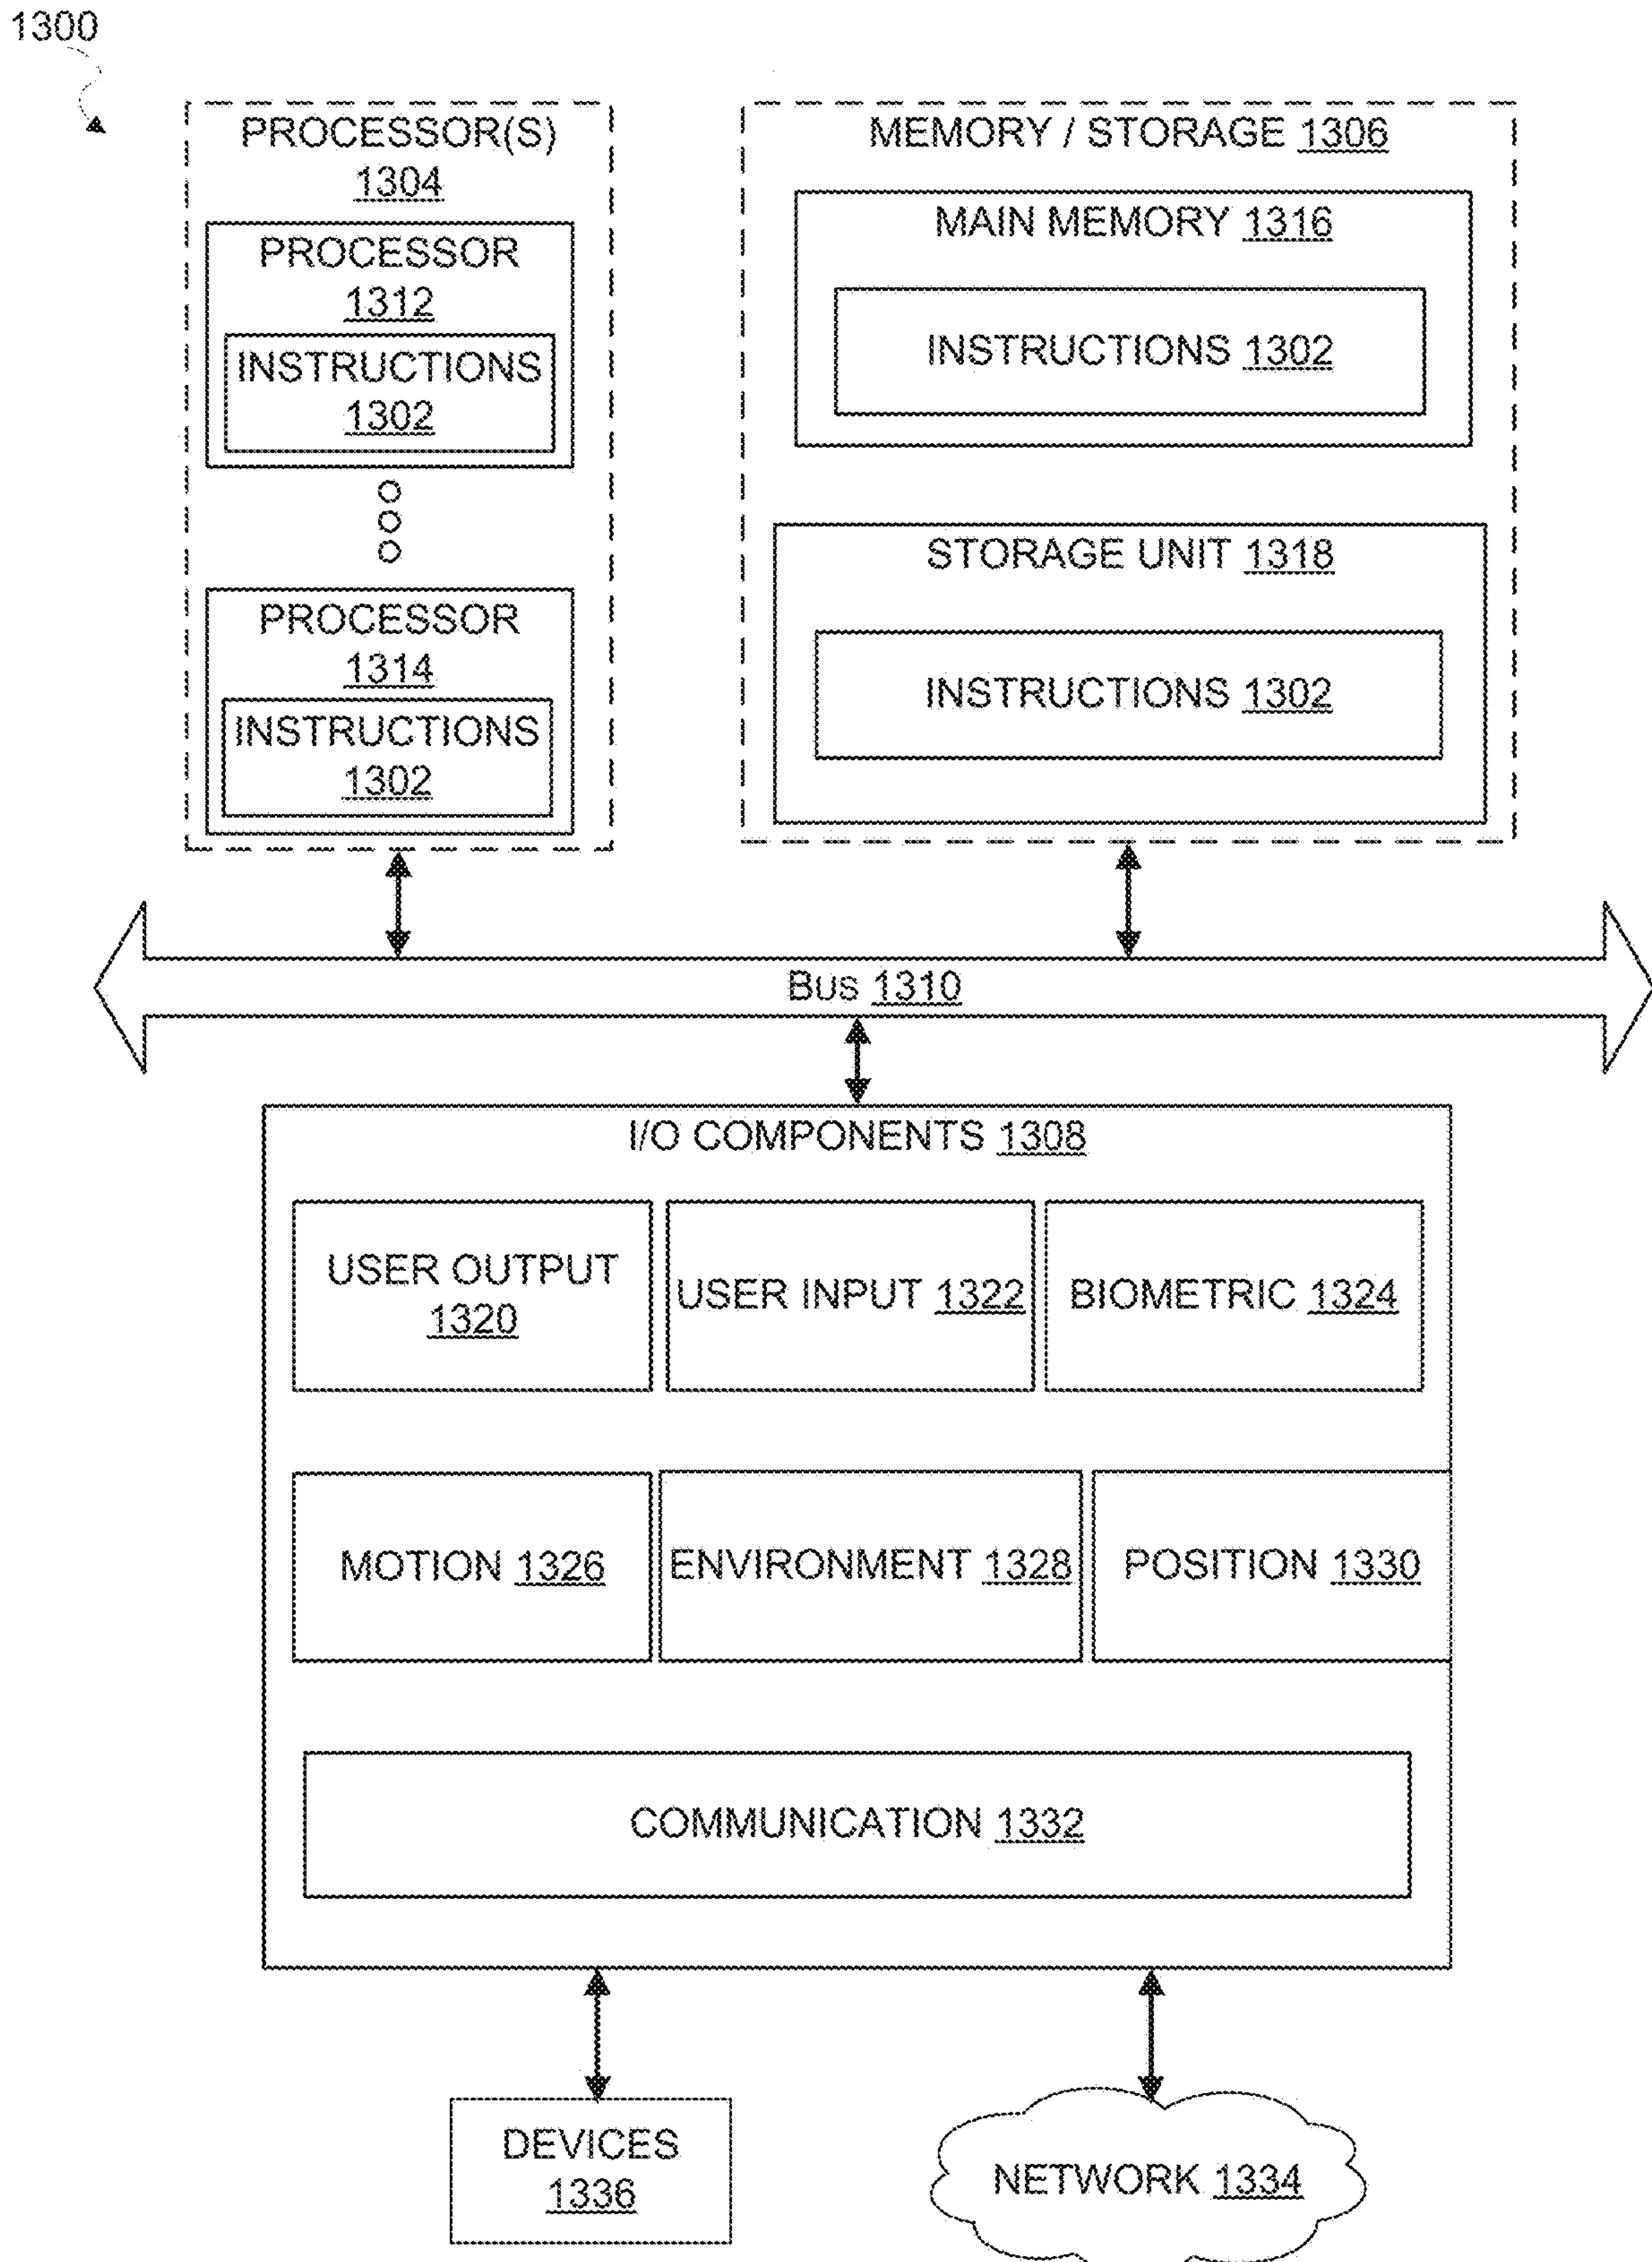 1300
PROCESSOR(S)
1304
PROCESSOR
1312
INSTRUCTIONS
1302
PROCESSOR
1314
INSTRUCTIONS
1302
MEMORY / STORAGE 1306
MAIN MEMORY 1316
INSTRUCTIONS 1302
STORAGE UNIT 1318
INSTRUCTIONS 1302
BUS 1310
I/O COMPONENTS 1308
USER OUTPUT
1320
USER INPUT 1322
BIOMETRIC 1324
MOTION 1326
ENVIRONMENT 1328
POSITION 1330
COMMUNICATION 1332
DEVICES
1336
NETWORK 1334